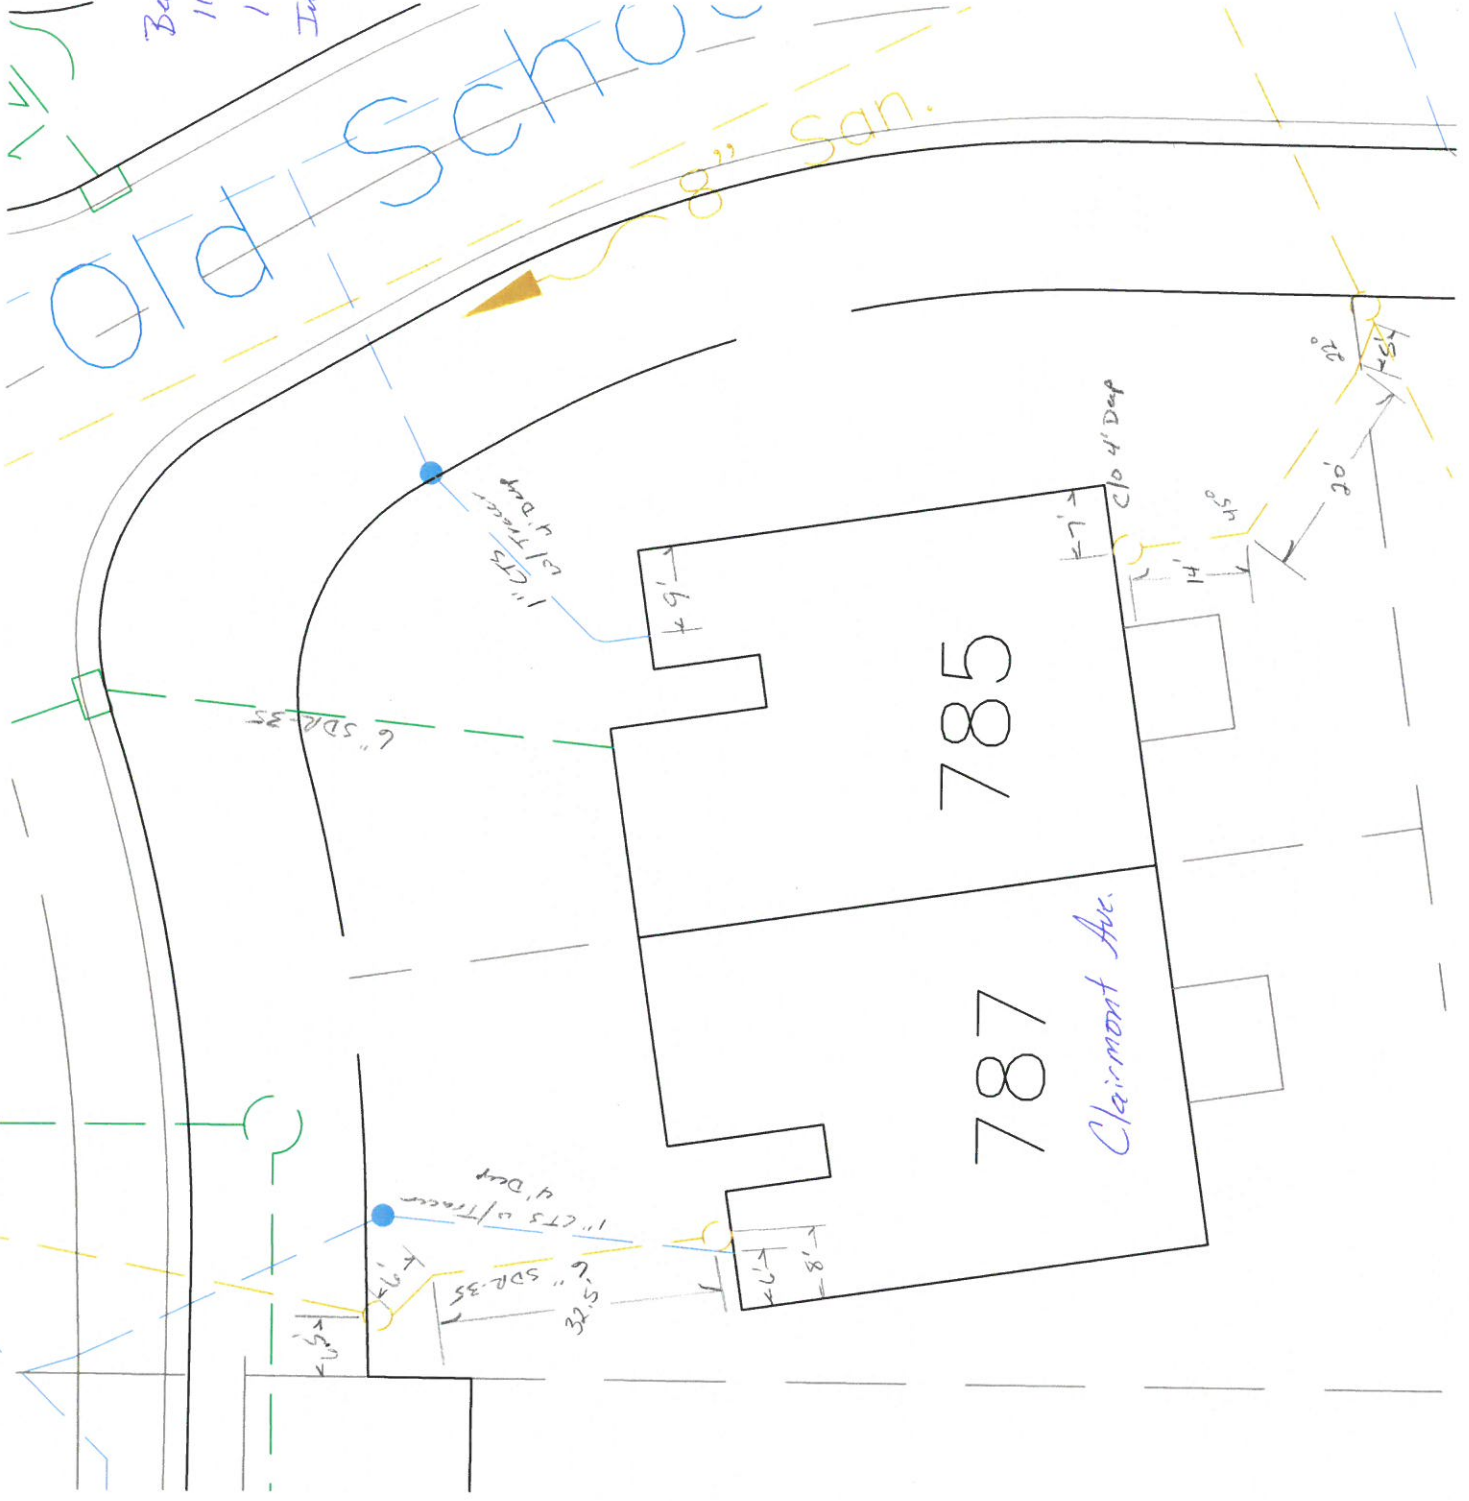 Old Scho
8" San.
1" CTS
w/Tracer
4' Deep
9'
7'
C/O 4' Deep
14'
45°
20'
22°
6" SDR-35
785
787
Clairmont Ave.
1" CTS w/Tracer
4' Deep
6" SDR-35
32.5'
6'
8'
6'